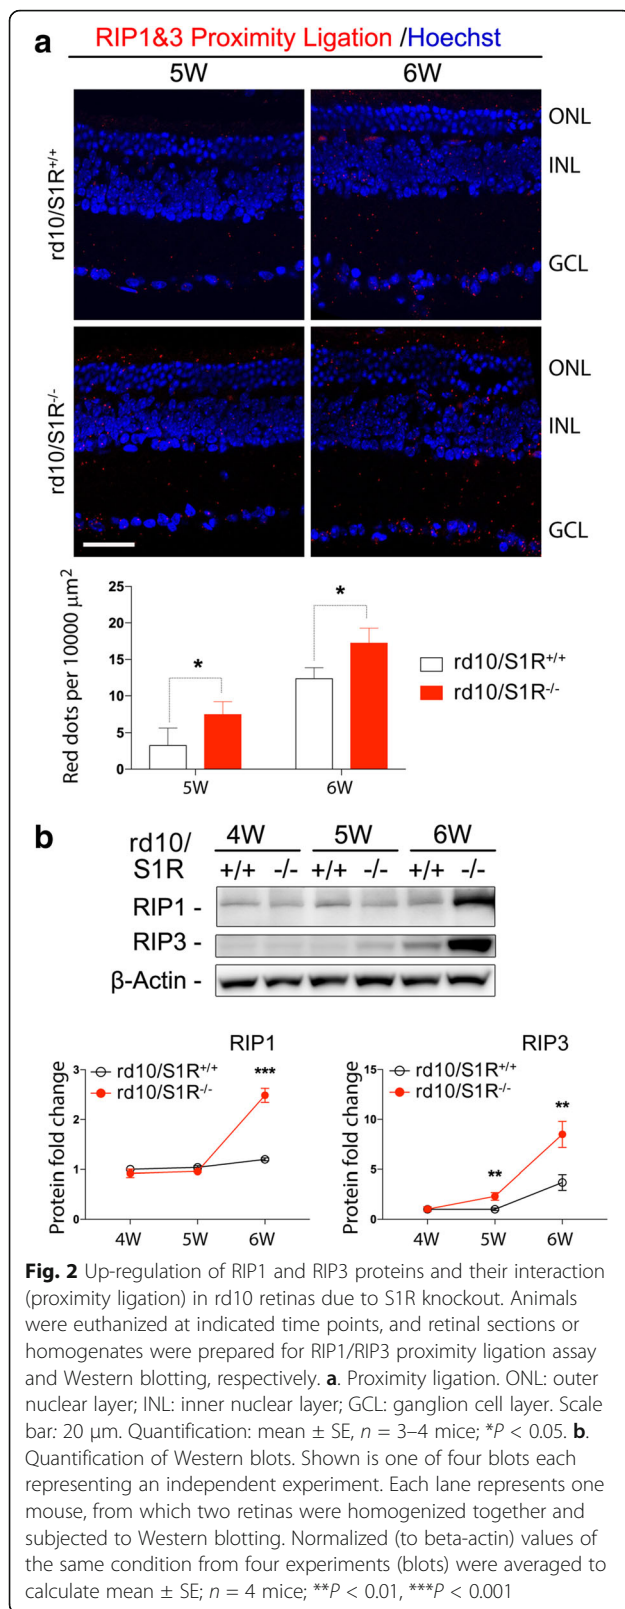 a
RIP1&3 Proximity Ligation /Hoechst
5W 6W
rd10/S1R+/+
ONL
INL
GCL
rd10/S1R-/-
ONL
INL
GCL
Red dots per 10000 µm²
25
20
15
10
5
0
* *
5W 6W
rd10/S1R+/+
rd10/S1R-/-
b
rd10/ 4W 5W 6W
S1R +/+ -/- +/+ -/- +/+ -/-
RIP1 -
RIP3 -
β-Actin -
RIP1
Protein fold change
3
2
1
0
rd10/S1R+/+
rd10/S1R-/-
***
4W 5W 6W
RIP3
Protein fold change
15
10
5
0
rd10/S1R+/+
rd10/S1R-/-
** **
4W 5W 6W
Fig. 2 Up-regulation of RIP1 and RIP3 proteins and their interaction
(proximity ligation) in rd10 retinas due to S1R knockout. Animals
were euthanized at indicated time points, and retinal sections or
homogenates were prepared for RIP1/RIP3 proximity ligation assay
and Western blotting, respectively. a. Proximity ligation. ONL: outer
nuclear layer; INL: inner nuclear layer; GCL: ganglion cell layer. Scale
bar: 20 µm. Quantification: mean ± SE, n = 3–4 mice; *P < 0.05. b.
Quantification of Western blots. Shown is one of four blots each
representing an independent experiment. Each lane represents one
mouse, from which two retinas were homogenized together and
subjected to Western blotting. Normalized (to beta-actin) values of
the same condition from four experiments (blots) were averaged to
calculate mean ± SE; n = 4 mice; **P < 0.01, ***P < 0.001